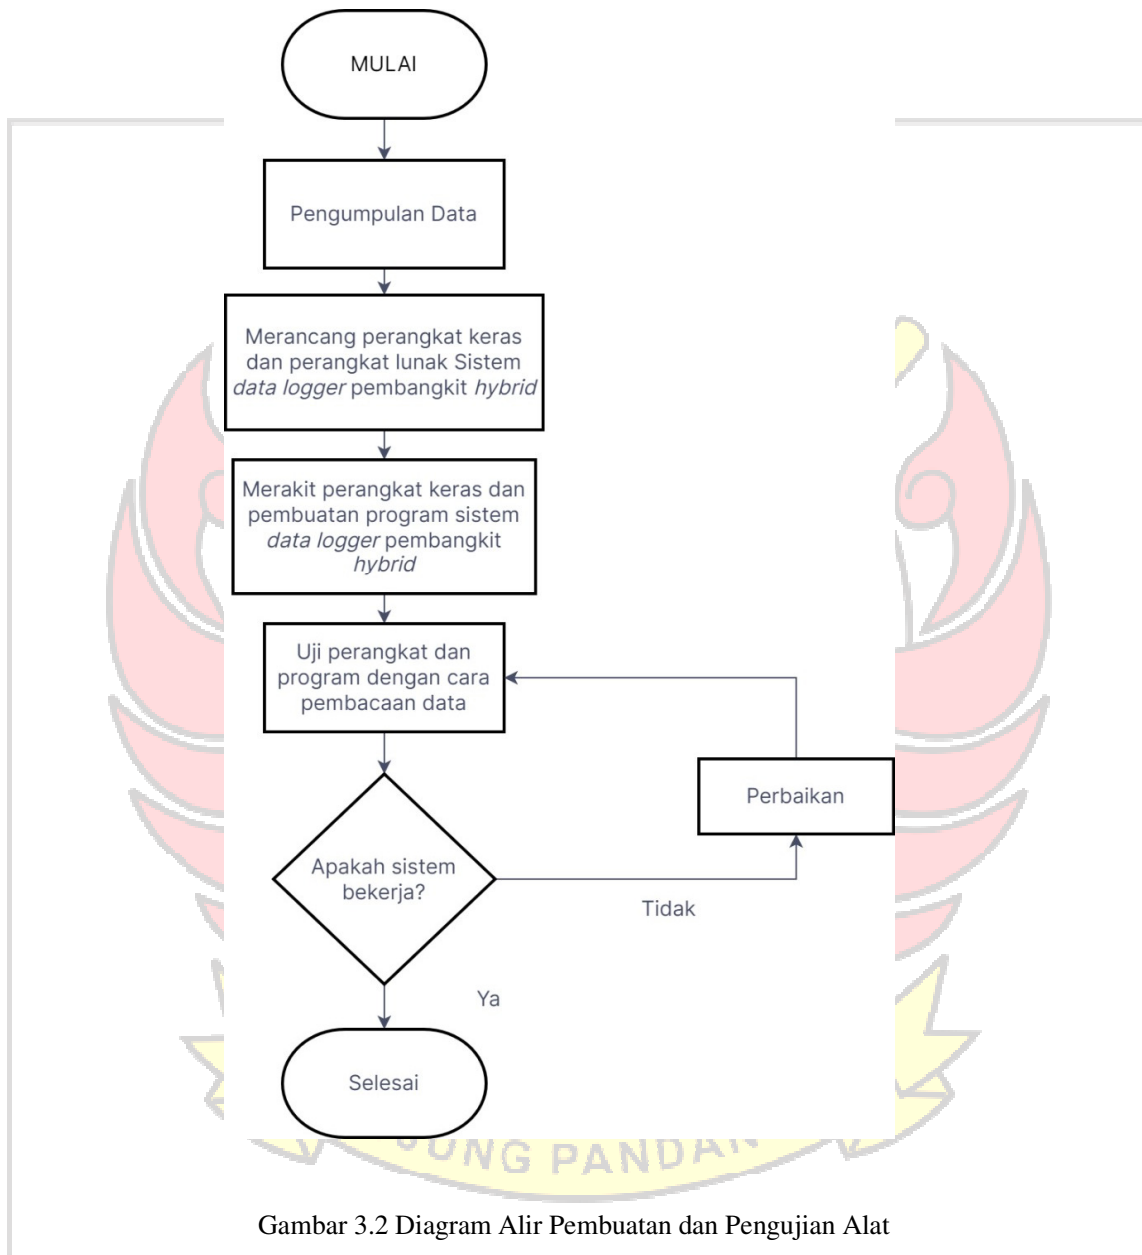 MULAI
Pengumpulan Data
Merancang perangkat keras
dan perangkat lunak Sistem
data logger pembangkit hybrid
Merakit perangkat keras dan
pembuatan program sistem
data logger pembangkit
hybrid
Uji perangkat dan
program dengan cara
pembacaan data
Perbaikan
Apakah sistem
bekerja?
Tidak
Ya
Selesai
PANDAN
Gambar 3.2 Diagram Alir Pembuatan dan Pengujian Alat